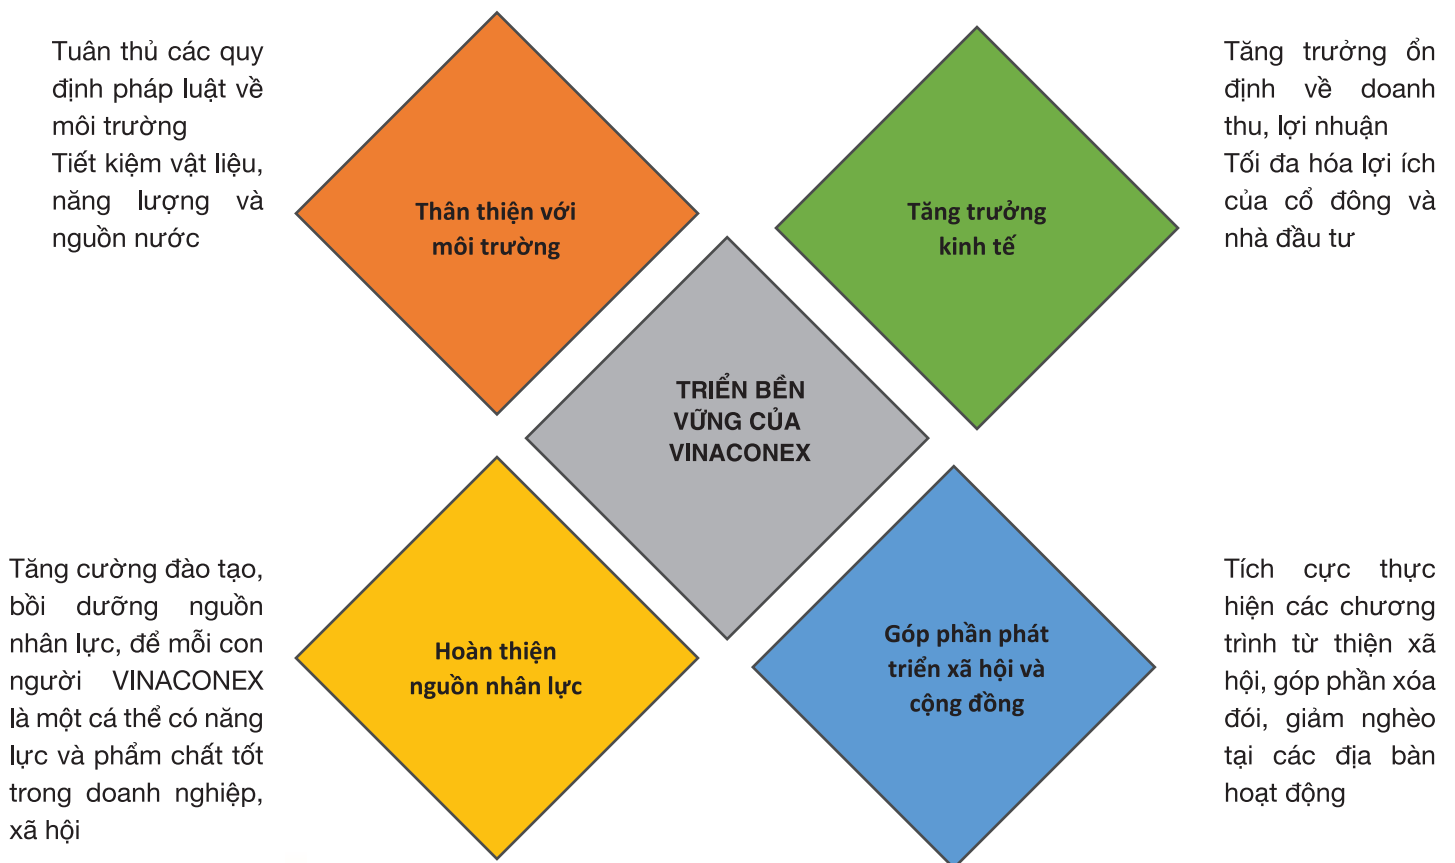 Tuân thủ các quy
định pháp luật về
môi trường
Tiết kiệm vật liệu,
năng lượng và
nguồn nước
Thân thiện với
môi trường
Tăng trưởng
kinh tế
Tăng trưởng ổn
định về doanh
thu, lợi nhuận
Tối đa hóa lợi ích
của cổ đông và
nhà đầu tư
TRIỂN BỀN
VỮNG CỦA
VINACONEX
Tăng cường đào tạo,
bồi dưỡng nguồn
nhân lực, để mỗi con
người VINACONEX
là một cá thể có năng
lực và phẩm chất tốt
trong doanh nghiệp,
xã hội
Hoàn thiện
nguồn nhân lực
Góp phần phát
triển xã hội và
cộng đồng
Tích cực thực
hiện các chương
trình từ thiện xã
hội, góp phần xóa
đói, giảm nghèo
tại các địa bàn
hoạt động